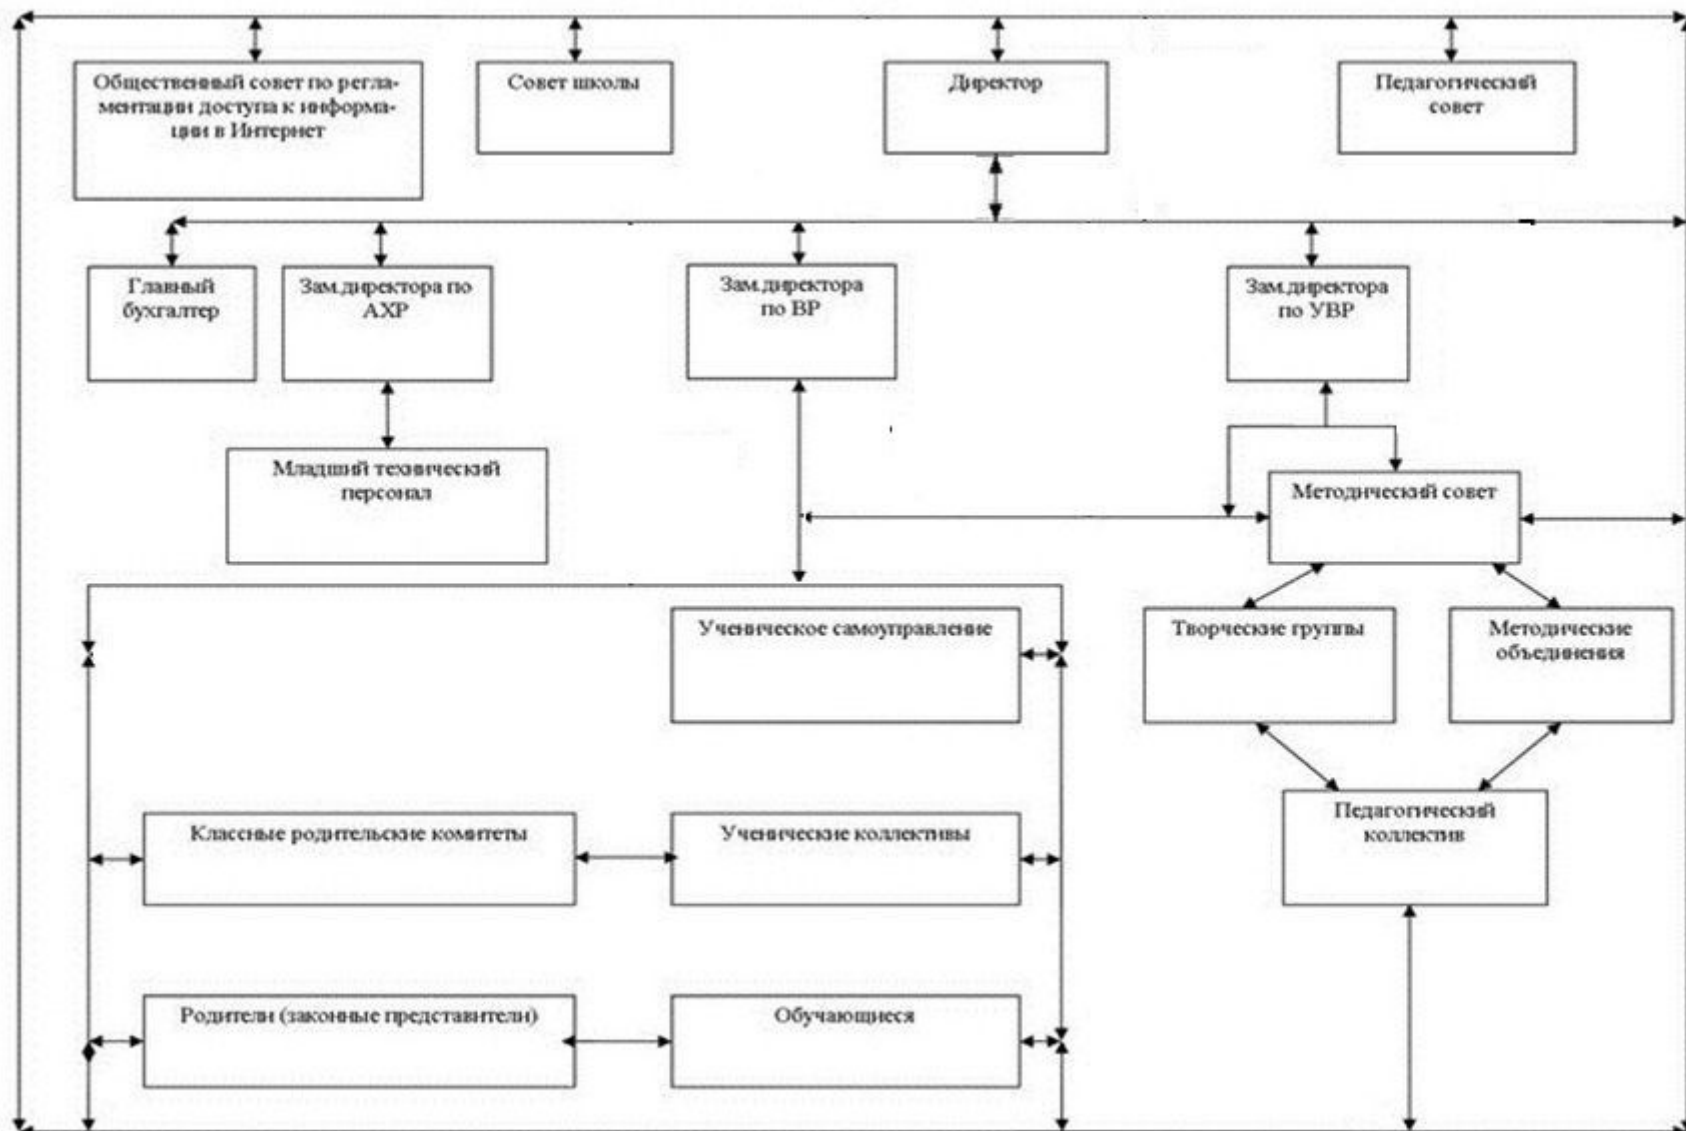 Общественный совет по регла-
ментации доступа к информа-
ции в Интернет
Совет школы
Директор
Педагогический
совет
Главный
бухгалтер
Зам.директора по
АХР
Зам.директора
по ВР
Зам.директора
по УВР
Младший технический
персонал
Методический совет
Ученическое самоуправление
Творческие группы
Методические
объединения
Классные родительские комитеты
Ученические коллективы
Педагогический
коллектив
Родители (законные представители)
Обучающиеся